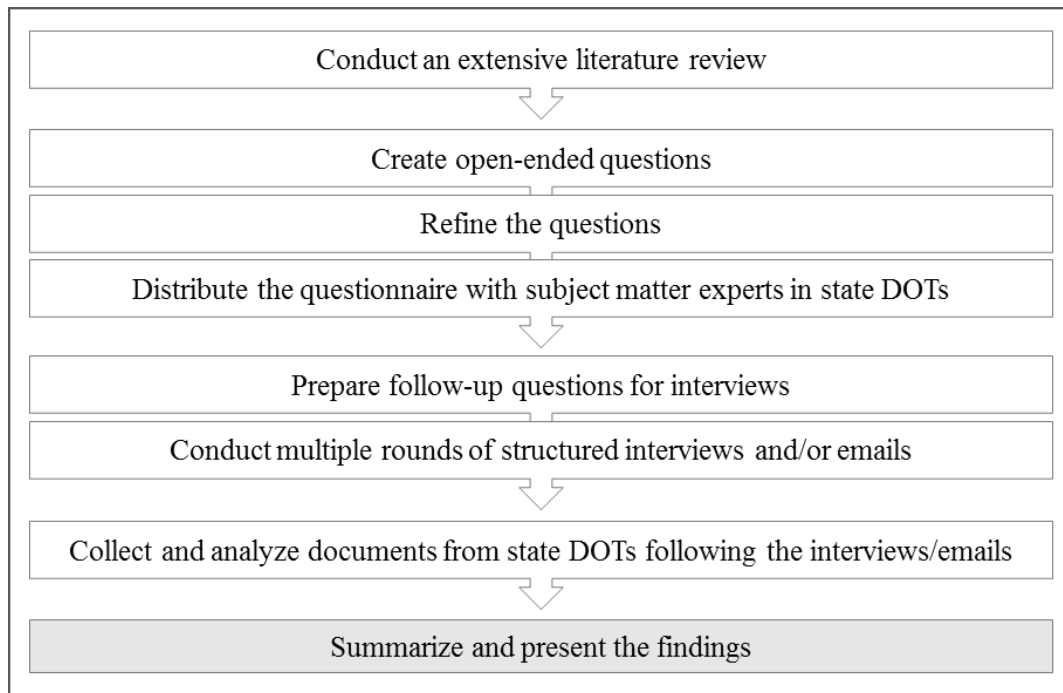 Conduct an extensive literature review
Create open-ended questions
Refine the questions
Distribute the questionnaire with subject matter experts in state DOTs
Prepare follow-up questions for interviews
Conduct multiple rounds of structured interviews and/or emails
Collect and analyze documents from state DOTs following the interviews/emails
Summarize and present the findings